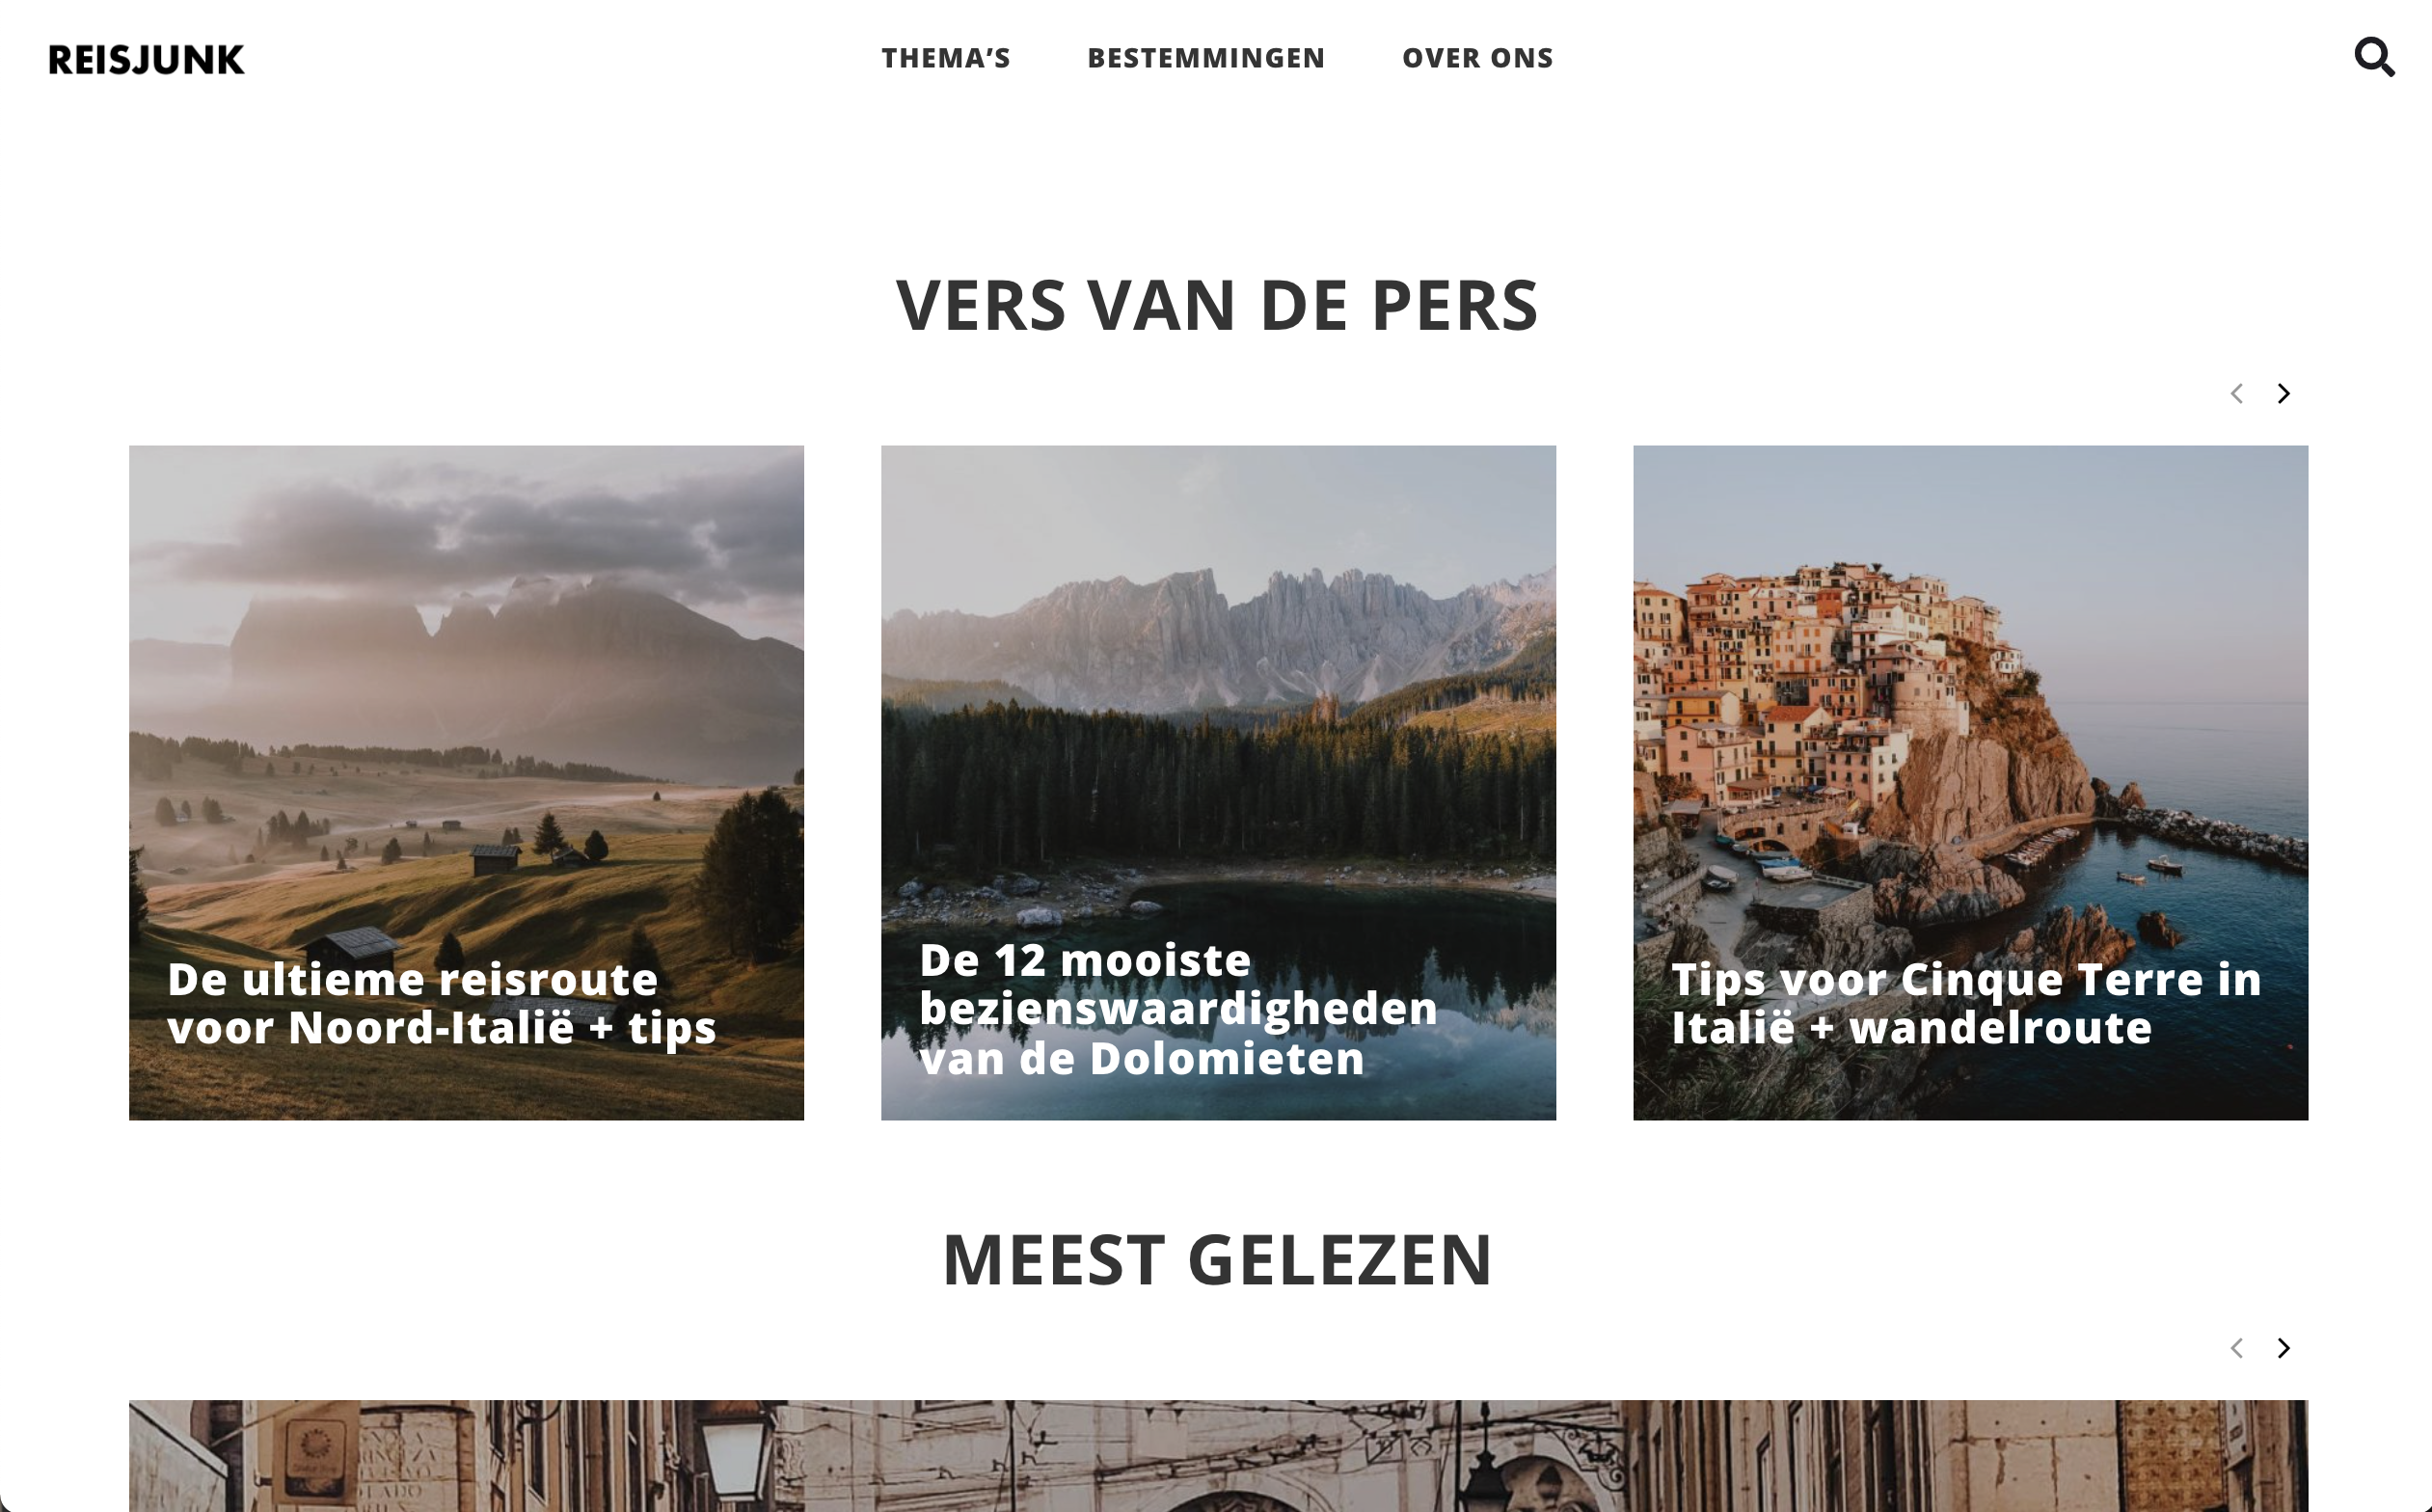 REISJUNK
THEMA’S
BESTEMMINGEN
OVER ONS
VERS VAN DE PERS
De ultieme reisroute
voor Noord-Italië + tips
De 12 mooiste
bezienswaardigheden
van de Dolomieten
Tips voor Cinque Terre in
Italië + wandelroute
MEEST GELEZEN